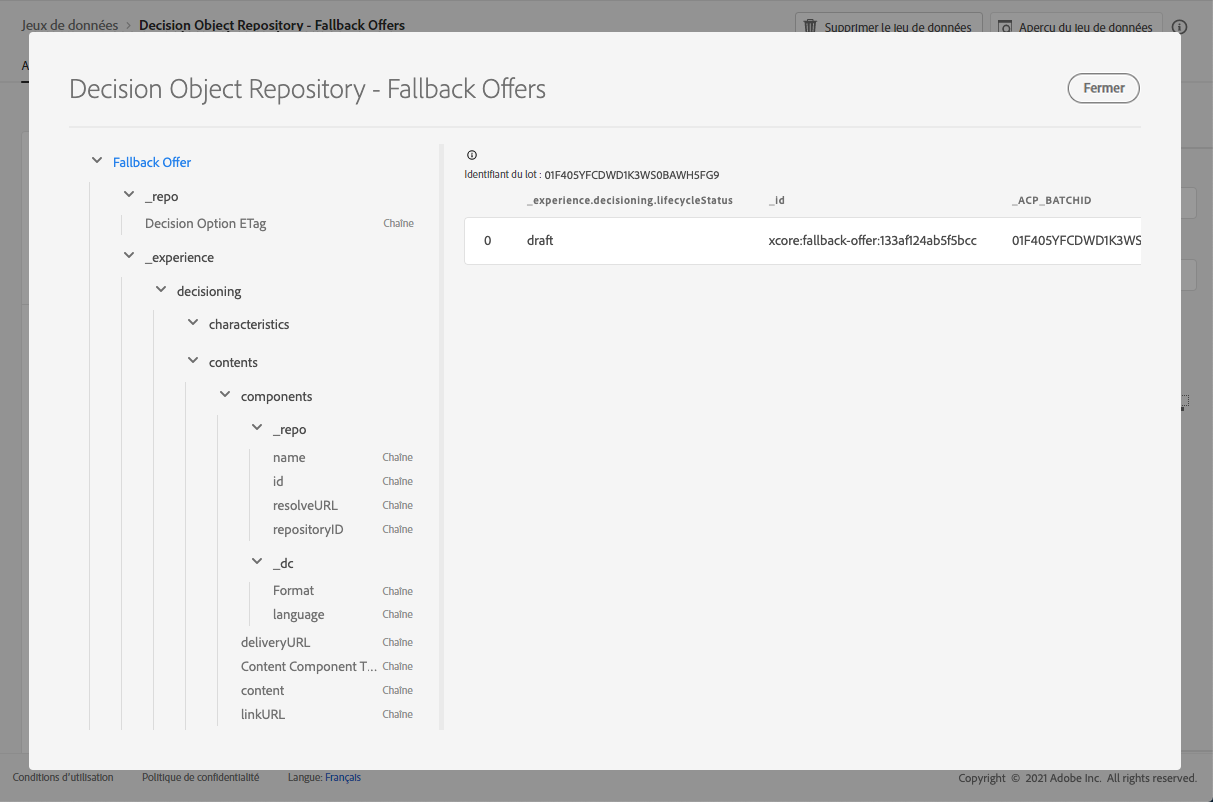 Jeux de données > Decision Object Repository - Fallback Offers
Supprimer le jeu de données
Aperçu du jeu de données
A
Decision Object Repository - Fallback Offers
Fermer
Fallback Offer
_repo
Decision Option ETag Chaîne
_experience
decisioning
characteristics
contents
components
_repo
name Chaîne
id Chaîne
resolveURL Chaîne
repositoryID Chaîne
_dc
Format Chaîne
language Chaîne
deliveryURL Chaîne
Content Component T... Chaîne
content Chaîne
linkURL Chaîne
Identifiant du lot : 01F405YFCDWD1K3WS0BAWH5FG9
_experience.decisioning.lifecycleStatus _id _ACP_BATCHID
0 draft xcore:fallback-offer:133af124ab5f5bcc 01F405YFCDWD1K3WS
Conditions d'utilisation Politique de confidentialité Langue: Français
Copyright © 2021 Adobe Inc. All rights reserved.